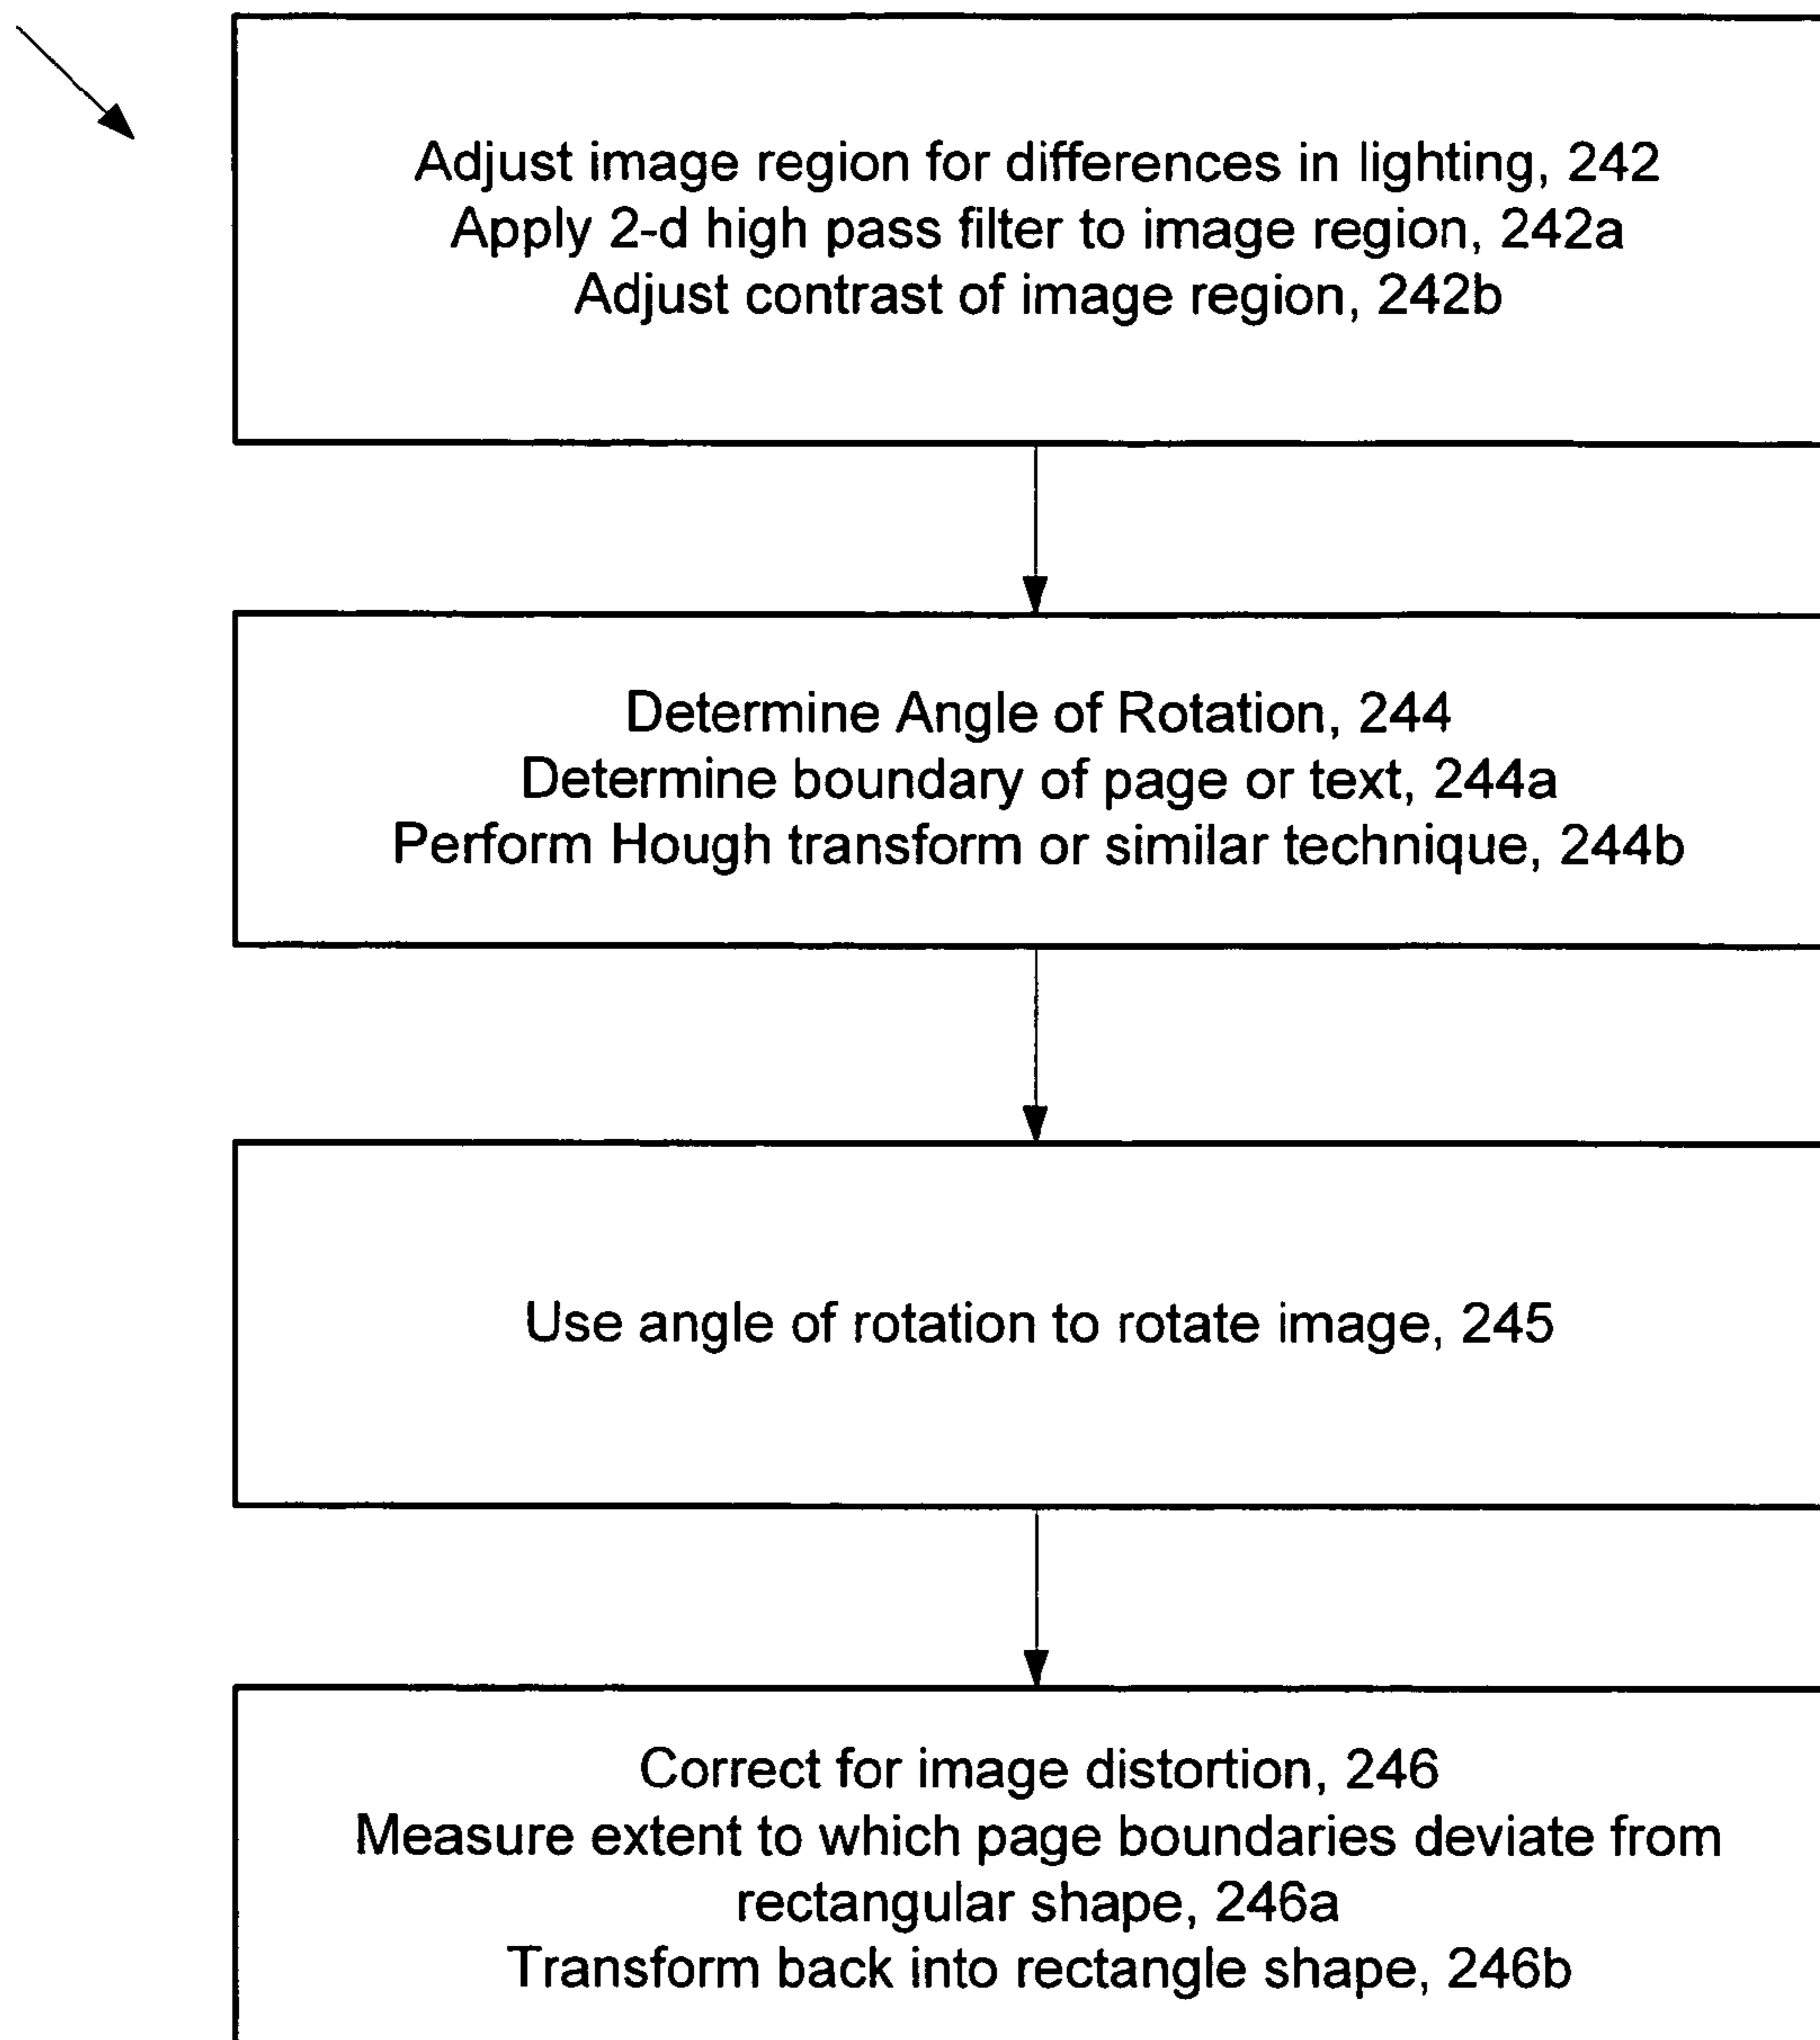 Adjust image region for differences in lighting, 242
Apply 2-d high pass filter to image region, 242a
Adjust contrast of image region, 242b
Determine Angle of Rotation, 244
Determine boundary of page or text, 244a
Perform Hough transform or similar technique, 244b
Use angle of rotation to rotate image, 245
Correct for image distortion, 246
Measure extent to which page boundaries deviate from
rectangular shape, 246a
Transform back into rectangle shape, 246b